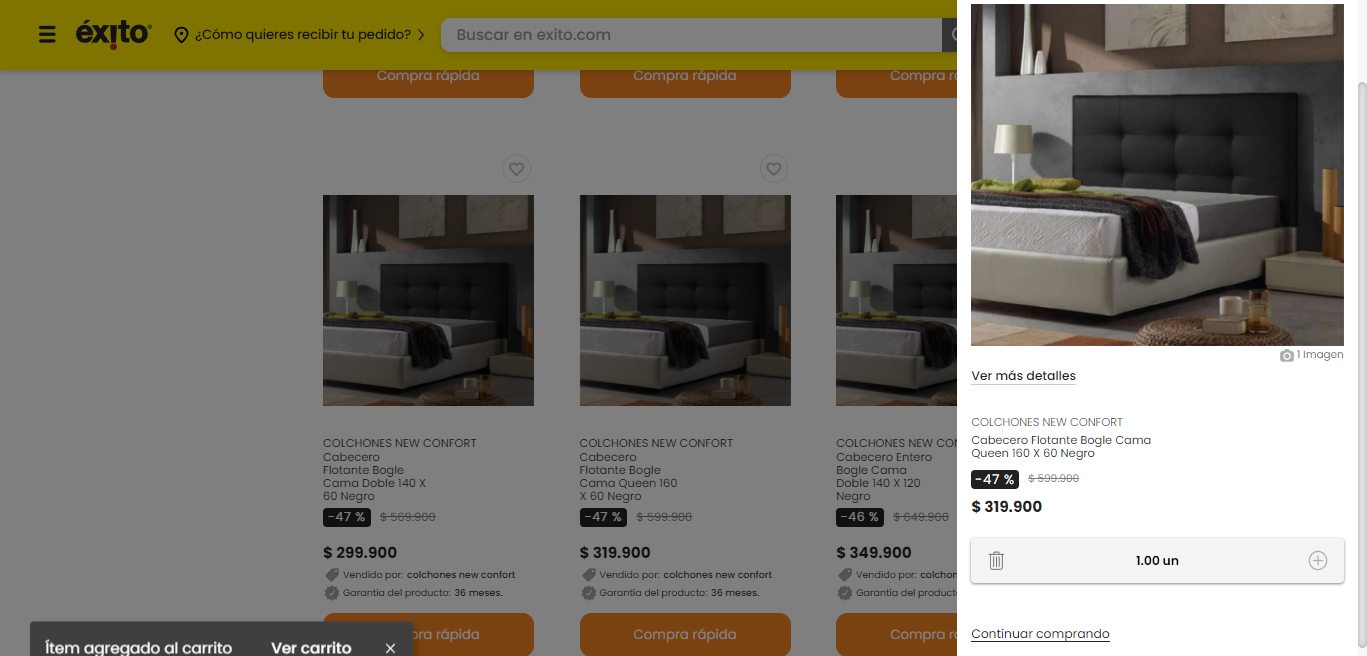 éxito
¿Cómo quieres recibir tu pedido?
Buscar en exito.com
Compra rápida
Compra rápida
Compra r
COLCHONES NEW CONFORT
Cabecero
Flotante Bogle
Cama Doble 140 X
60 Negro
-47 % $ 569.900
$ 299.900
Vendido por: colchones new confort
Garantía del producto: 36 meses.
COLCHONES NEW CONFORT
Cabecero
Flotante Bogle
Cama Queen 160
X 60 Negro
-47 % $ 599.900
$ 319.900
Vendido por: colchones new confort
Garantía del producto: 36 meses.
Compra rápida
COLCHONES NEW CON
Cabecero Entero
Bogle Cama
Doble 140 X 120
Negro
-46 % $ 649.900
$ 349.900
Vendido por: colchon
Garantía del product
Compra r
ora rápida
Ítem agregado al carrito Ver carrito
1 Imagen
Ver más detalles
COLCHONES NEW CONFORT
Cabecero Flotante Bogle Cama
Queen 160 X 60 Negro
-47 % $ 599.900
$ 319.900
1.00 un
Continuar comprando